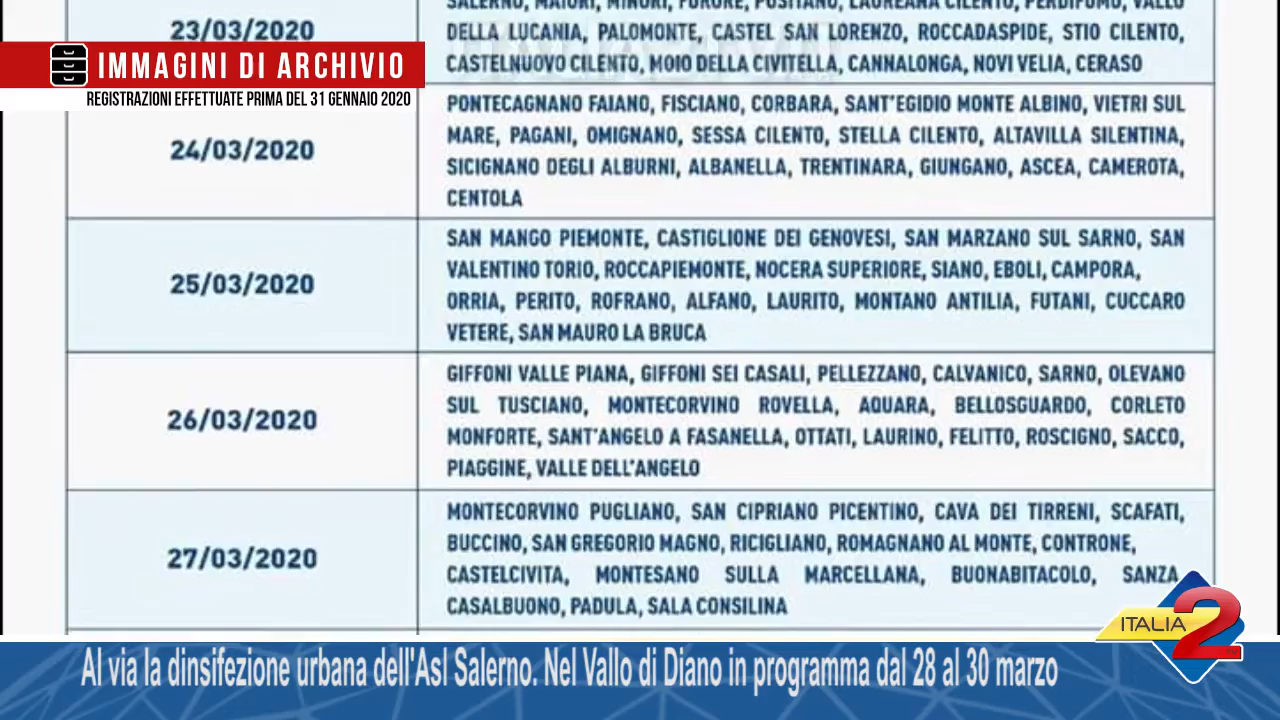 SALERNO, MAIORI, MINORI, FURORE, POSITANO, LAUREANA CILENTO, PERDIFUMO, VALLO
23/03/2020
DELLA LUCANIA, PALOMONTE, CASTEL SAN LORENZO, ROCCADASPIDE, STIO CILENTO,
CASTELNUOVO CILENTO, MOIO DELLA CIVITELLA, CANNALONGA, NOVI VELIA, CERASO
IMMAGINI DI ARCHIVIO
REGISTRAZIONI EFFETTUATE PRIMA DEL 31 GENNAIO 2020
24/03/2020
PONTECAGNANO FAIANO, FISCIANO, CORBARA, SANT'EGIDIO MONTE ALBINO, VIETRI SUL
MARE, PAGANI, OMIGNANO, SESSA CILENTO, STELLA CILENTO, ALTAVILLA SILENTINA,
SICIGNANO DEGLI ALBURNI, ALBANELLA, TRENTINARA, GIUNGANO, ASCEA, CAMEROTA,
CENTOLA
25/03/2020
SAN MANGO PIEMONTE, CASTIGLIONE DEI GENOVESI, SAN MARZANO SUL SARNO, SAN
VALENTINO TORIO, ROCCAPIEMONTE, NOCERA SUPERIORE, SIANO, EBOLI, CAMPORA,
ORRIA, PERITO, ROFRANO, ALFANO, LAURITO, MONTANO ANTILIA, FUTANI, CUCCARO
VETERE, SAN MAURO LA BRUCA
26/03/2020
GIFFONI VALLE PIANA, GIFFONI SEI CASALI, PELLEZZANO, CALVANICO, SARNO, OLEVANO
SUL TUSCIANO, MONTECORVINO ROVELLA, AQUARA, BELLOSGUARDO, CORLETO
MONFORTE, SANT'ANGELO A FASANELLA, OTTATI, LAURINO, FELITTO, ROSCIGNO, SACCO,
PIAGGINE, VALLE DELL'ANGELO
27/03/2020
MONTECORVINO PUGLIANO, SAN CIPRIANO PICENTINO, CAVA DEI TIRRENI, SCAFATI,
BUCCINO, SAN GREGORIO MAGNO, RICIGLIANO, ROMAGNANO AL MONTE, CONTRONE,
CASTELCIVITA, MONTESANO SULLA MARCELLANA, BUONABITACOLO, SANZA
CASALBUONO, PADULA, SALA CONSILINA
ITALIA 2
Al via la dinsifezione urbana dell'Asl Salerno. Nel Vallo di Diano in programma dal 28 al 30 marzo